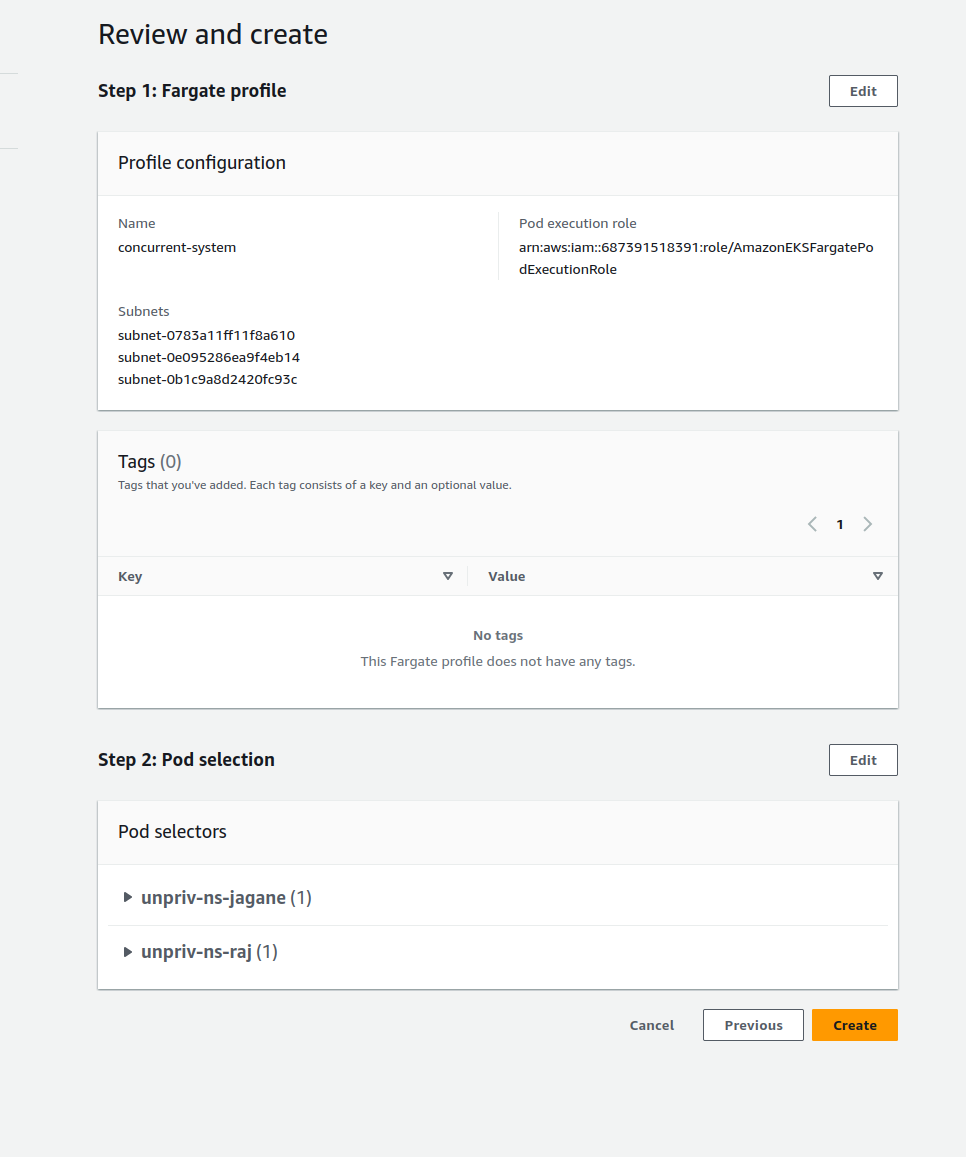 Review and create
Step 1: Fargate profile
Edit
Profile configuration
Name
concurrent-system
Pod execution role
arn:aws:iam::687391518391:role/AmazonEKSFargatePo
dExecutionRole
Subnets
subnet-0783a11ff11f8a610
subnet-0e095286ea9f4eb14
subnet-0b1c9a8d2420fc93c
Tags (0)
Tags that you've added. Each tag consists of a key and an optional value.
1
Key
Value
No tags
This Fargate profile does not have any tags.
Step 2: Pod selection
Edit
Pod selectors
unpriv-ns-jagane (1)
unpriv-ns-raj (1)
Cancel
Previous
Create